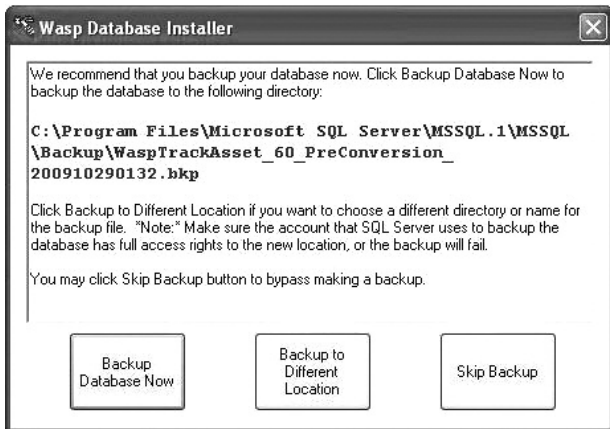 Wasp Database Installer
We recommend that you backup your database now. Click Backup Database Now to
backup the database to the following directory:
C:\Program Files\Microsoft SQL Server\MSSQL.1\MSSQL
\Backup\WaspTrackAsset_60_PreConversion_
200910290132.bkp
Click Backup to Different Location if you want to choose a different directory or name for
the backup file. *Note:* Make sure the account that SQL Server uses to backup the
database has full access rights to the new location, or the backup will fail.
You may click Skip Backup button to bypass making a backup.
Backup
Database Now
Backup to
Different
Location
Skip Backup